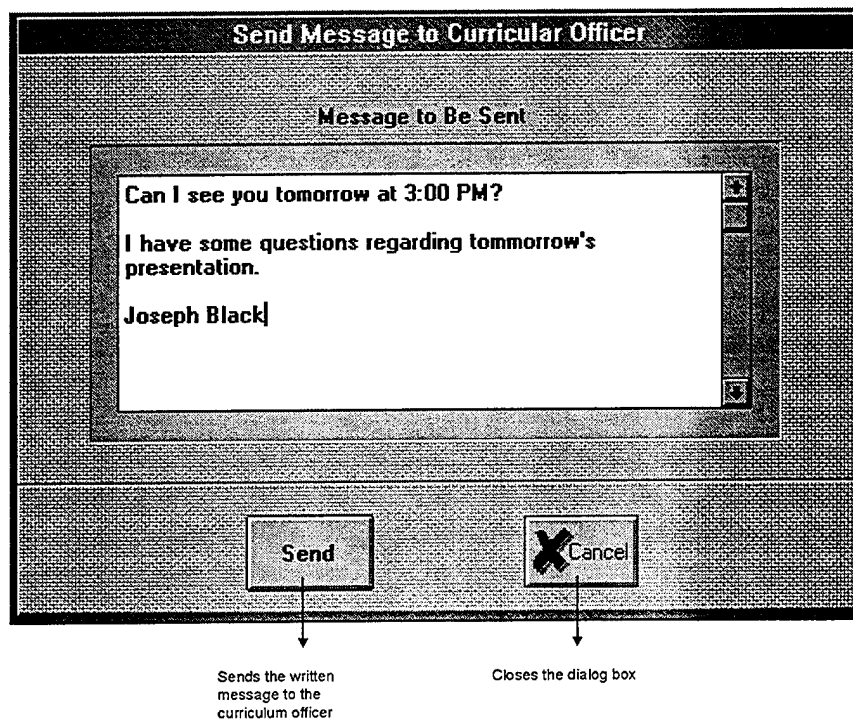 Send Message to Curricular Officer
Message to Be Sent
Can I see you tomorrow at 3:00 PM?
I have some questions regarding tommorrow's
presentation.
Joseph Black
Send
Cancel
Sends the written
message to the
curriculum officer
Closes the dialog box